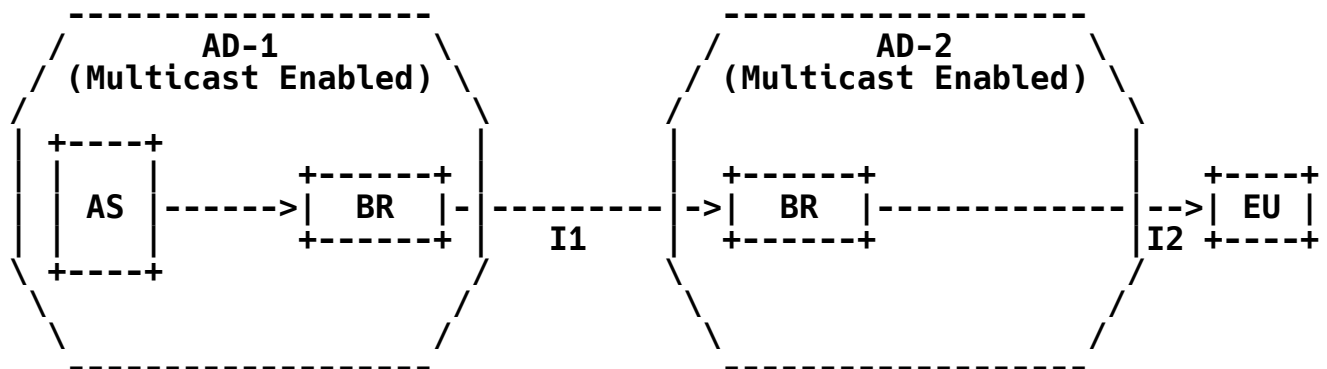 AD-1 AD-2
(Multicast Enabled) (Multicast Enabled)
AS BR BR EU
I1 I2